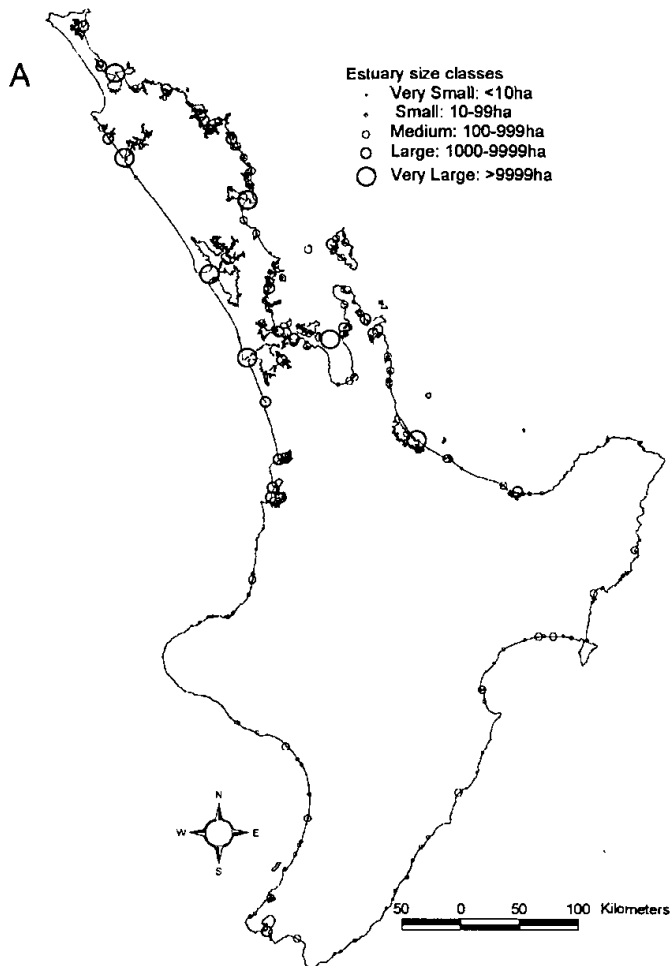 A
Estuary size classes
Very Small: <10ha
Small: 10-99ha
Medium: 100-999ha
Large: 1000-9999ha
Very Large: >9999ha
N
W E
S
50 0 50 100 Kilometers